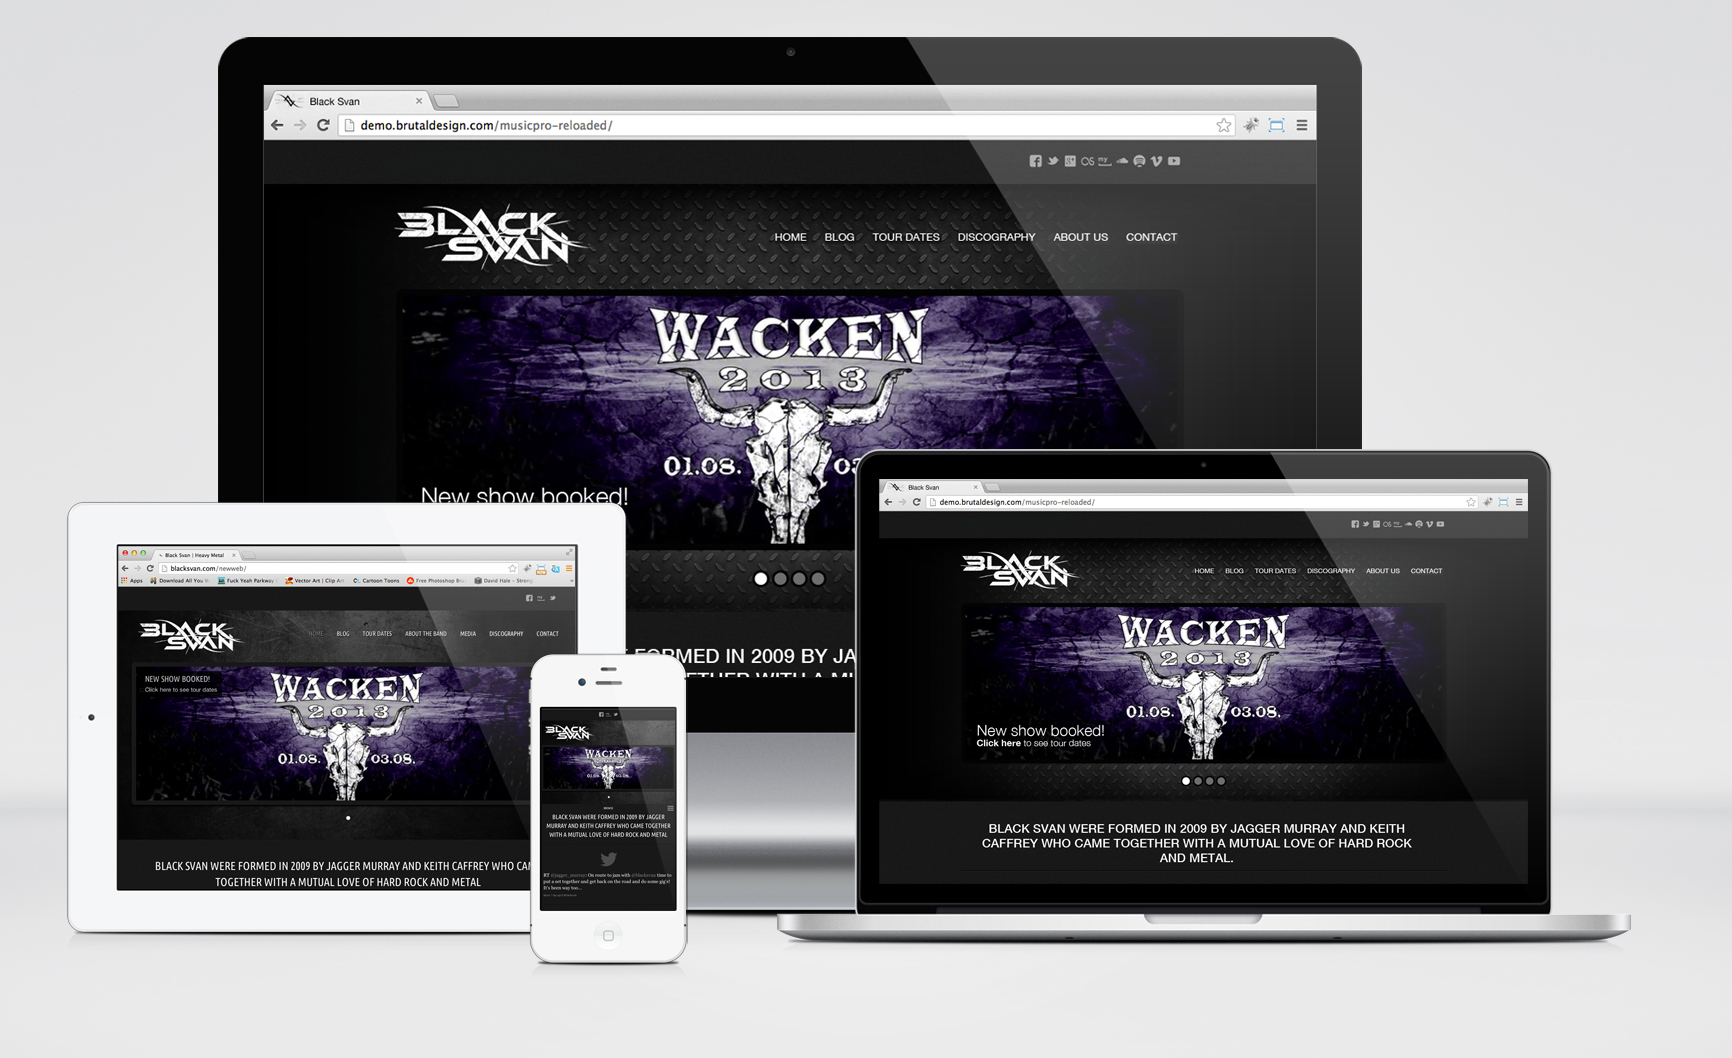 Black Svan
demo.brutaldesign.com/musicpro-reloaded/
BLACK
SVAN
HOME BLOG TOUR DATES DISCOGRAPHY ABOUT US CONTACT
WACKEN
2013
01.08. 03
New show booked!
FORMED IN 2009 BY JA
Black Svan | Heavy Metal
blacksvan.com/newweb/
Apps Download All You Fuck Yeah Parkway Vector Art | Clip Art Cartoon Toons Free Photoshop David Hale - Strong
BLACK
SVAN
HOME BLOG TOUR DATES ABOUT THE BAND MEDIA DISCOGRAPHY CONTACT
NEW SHOW BOOKED!
Click here to see tour dates
WACKEN
2013
01.08. 03.08.
BLACK SVAN WERE FORMED IN 2009 BY JAGGER MURRAY AND KEITH CAFFREY WHO CAM
TOGETHER WITH A MUTUAL LOVE OF HARD ROCK AND METAL
BLACK
SVAN
WACKEN
2013
01.08. 03.08.
BLACK SVAN WERE FORMED IN 2009 BY JAGGER
MURRAY AND KEITH CAFFREY WHO CAME TOGETHER
WITH A MUTUAL LOVE OF HARD ROCK AND METAL
RT @jagger_murray: On route to jam with @blacksvan time to
put a set together and get back on the road and do some gig's!
It's been way too...
Black Svan
demo.brutaldesign.com/musicpro-reloaded/
BLACK
SVAN
HOME BLOG TOUR DATES DISCOGRAPHY ABOUT US CONTACT
WACKEN
2013
01.08. 03.08.
New show booked!
Click here to see tour dates
BLACK SVAN WERE FORMED IN 2009 BY JAGGER MURRAY AND KEITH
CAFFREY WHO CAME TOGETHER WITH A MUTUAL LOVE OF HARD ROCK
AND METAL.